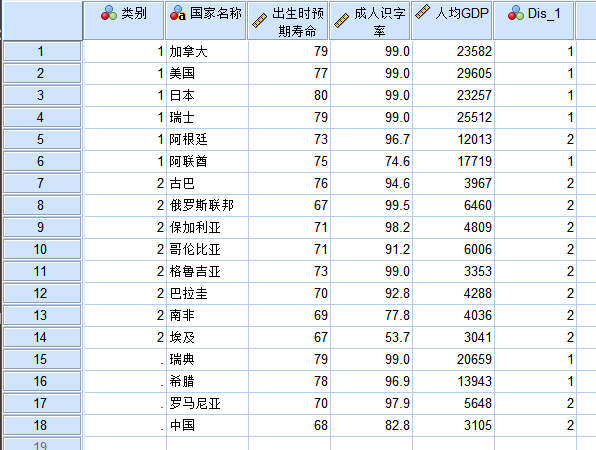 类别 国家名称 出生时预期寿命 成人识字率 人均GDP Dis_1
1 1 加拿大 79 99.0 23582 1
2 1 美国 77 99.0 29605 1
3 1 日本 80 99.0 23257 1
4 1 瑞士 79 99.0 25512 1
5 1 阿根廷 73 96.7 12013 2
6 1 阿联酋 75 74.6 17719 1
7 2 古巴 76 94.6 3967 2
8 2 俄罗斯联邦 67 99.5 6460 2
9 2 保加利亚 71 98.2 4809 2
10 2 哥伦比亚 71 91.2 6006 2
11 2 格鲁吉亚 73 99.0 3353 2
12 2 巴拉圭 70 92.8 4288 2
13 2 南非 69 77.8 4036 2
14 2 埃及 67 53.7 3041 2
15 . 瑞典 79 99.0 20659 1
16 . 希腊 78 96.9 13943 1
17 . 罗马尼亚 70 97.9 5648 2
18 . 中国 68 82.8 3105 2
19